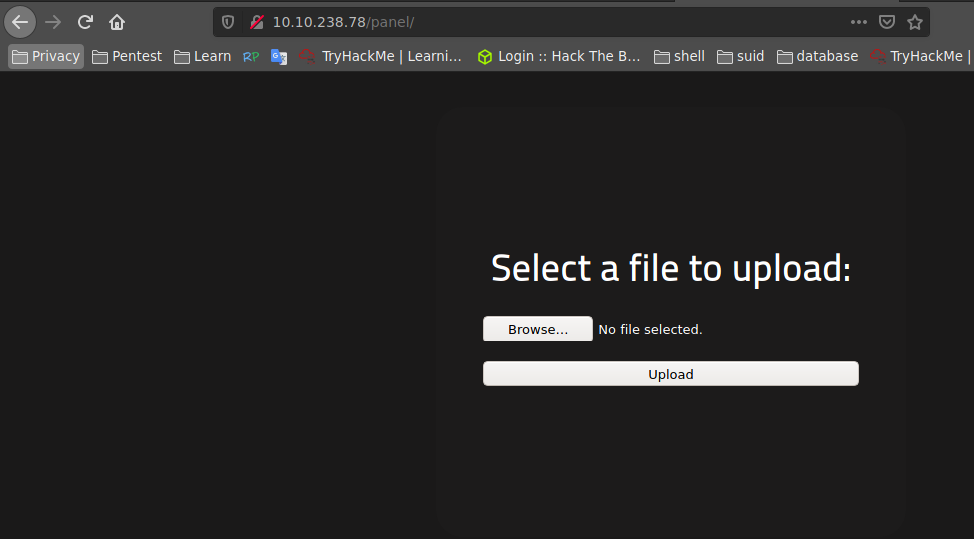 10.10.238.78/panel/
Privacy Pentest Learn RP TryHackMe | Learni... Login :: Hack The B... shell suid database TryHackMe |
Select a file to upload:
Browse... No file selected.
Upload